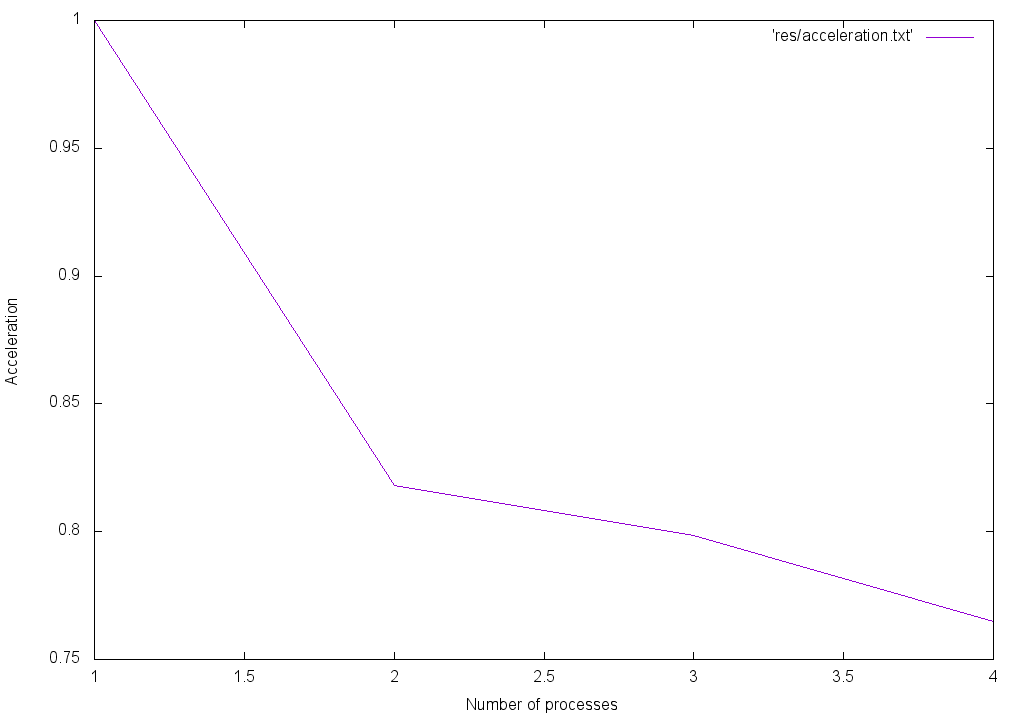 'res/acceleration.txt'
1
0.95
0.9
0.85
0.8
0.75
Acceleration
1 1.5 2 2.5 3 3.5 4
Number of processes